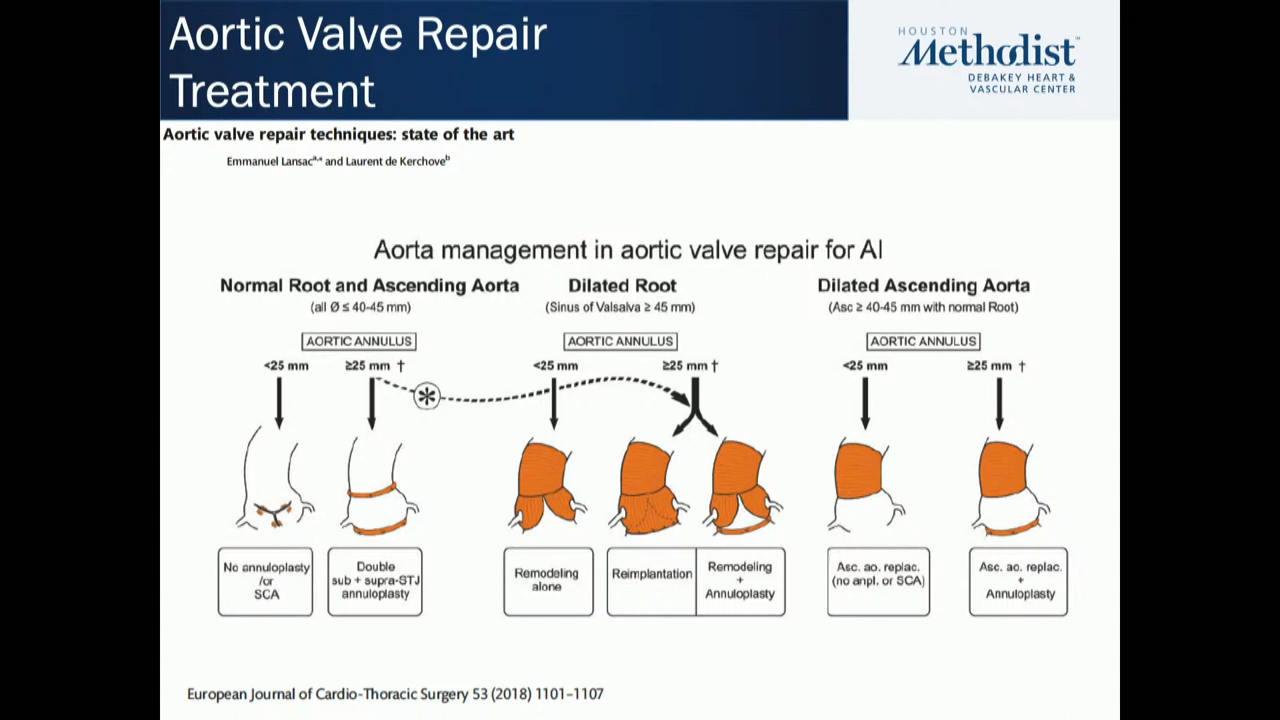 Aortic Valve Repair
Treatment
HOUSTON
Methodist
DEBAKEY HEART &
VASCULAR CENTER
Aortic valve repair techniques: state of the art
Emmanuel Lansac^a,* and Laurent de Kerchove^b
Aorta management in aortic valve repair for AI
Normal Root and Ascending Aorta
(all Ø ≤ 40-45 mm)
AORTIC ANNULUS
<25 mm
≥25 mm †
*
No annuloplasty
/or
SCA
Double
sub + supra-STJ
annuloplasty
Dilated Root
(Sinus of Valsalva ≥ 45 mm)
AORTIC ANNULUS
<25 mm
≥25 mm †
Remodeling
alone
Reimplantation
Remodeling
+
Annuloplasty
Dilated Ascending Aorta
(Asc ≥ 40-45 mm with normal Root)
AORTIC ANNULUS
<25 mm
≥25 mm †
Asc. ao. replac.
(no anpl. or SCA)
Asc. ao. replac.
+
Annuloplasty
European Journal of Cardio-Thoracic Surgery 53 (2018) 1101–1107